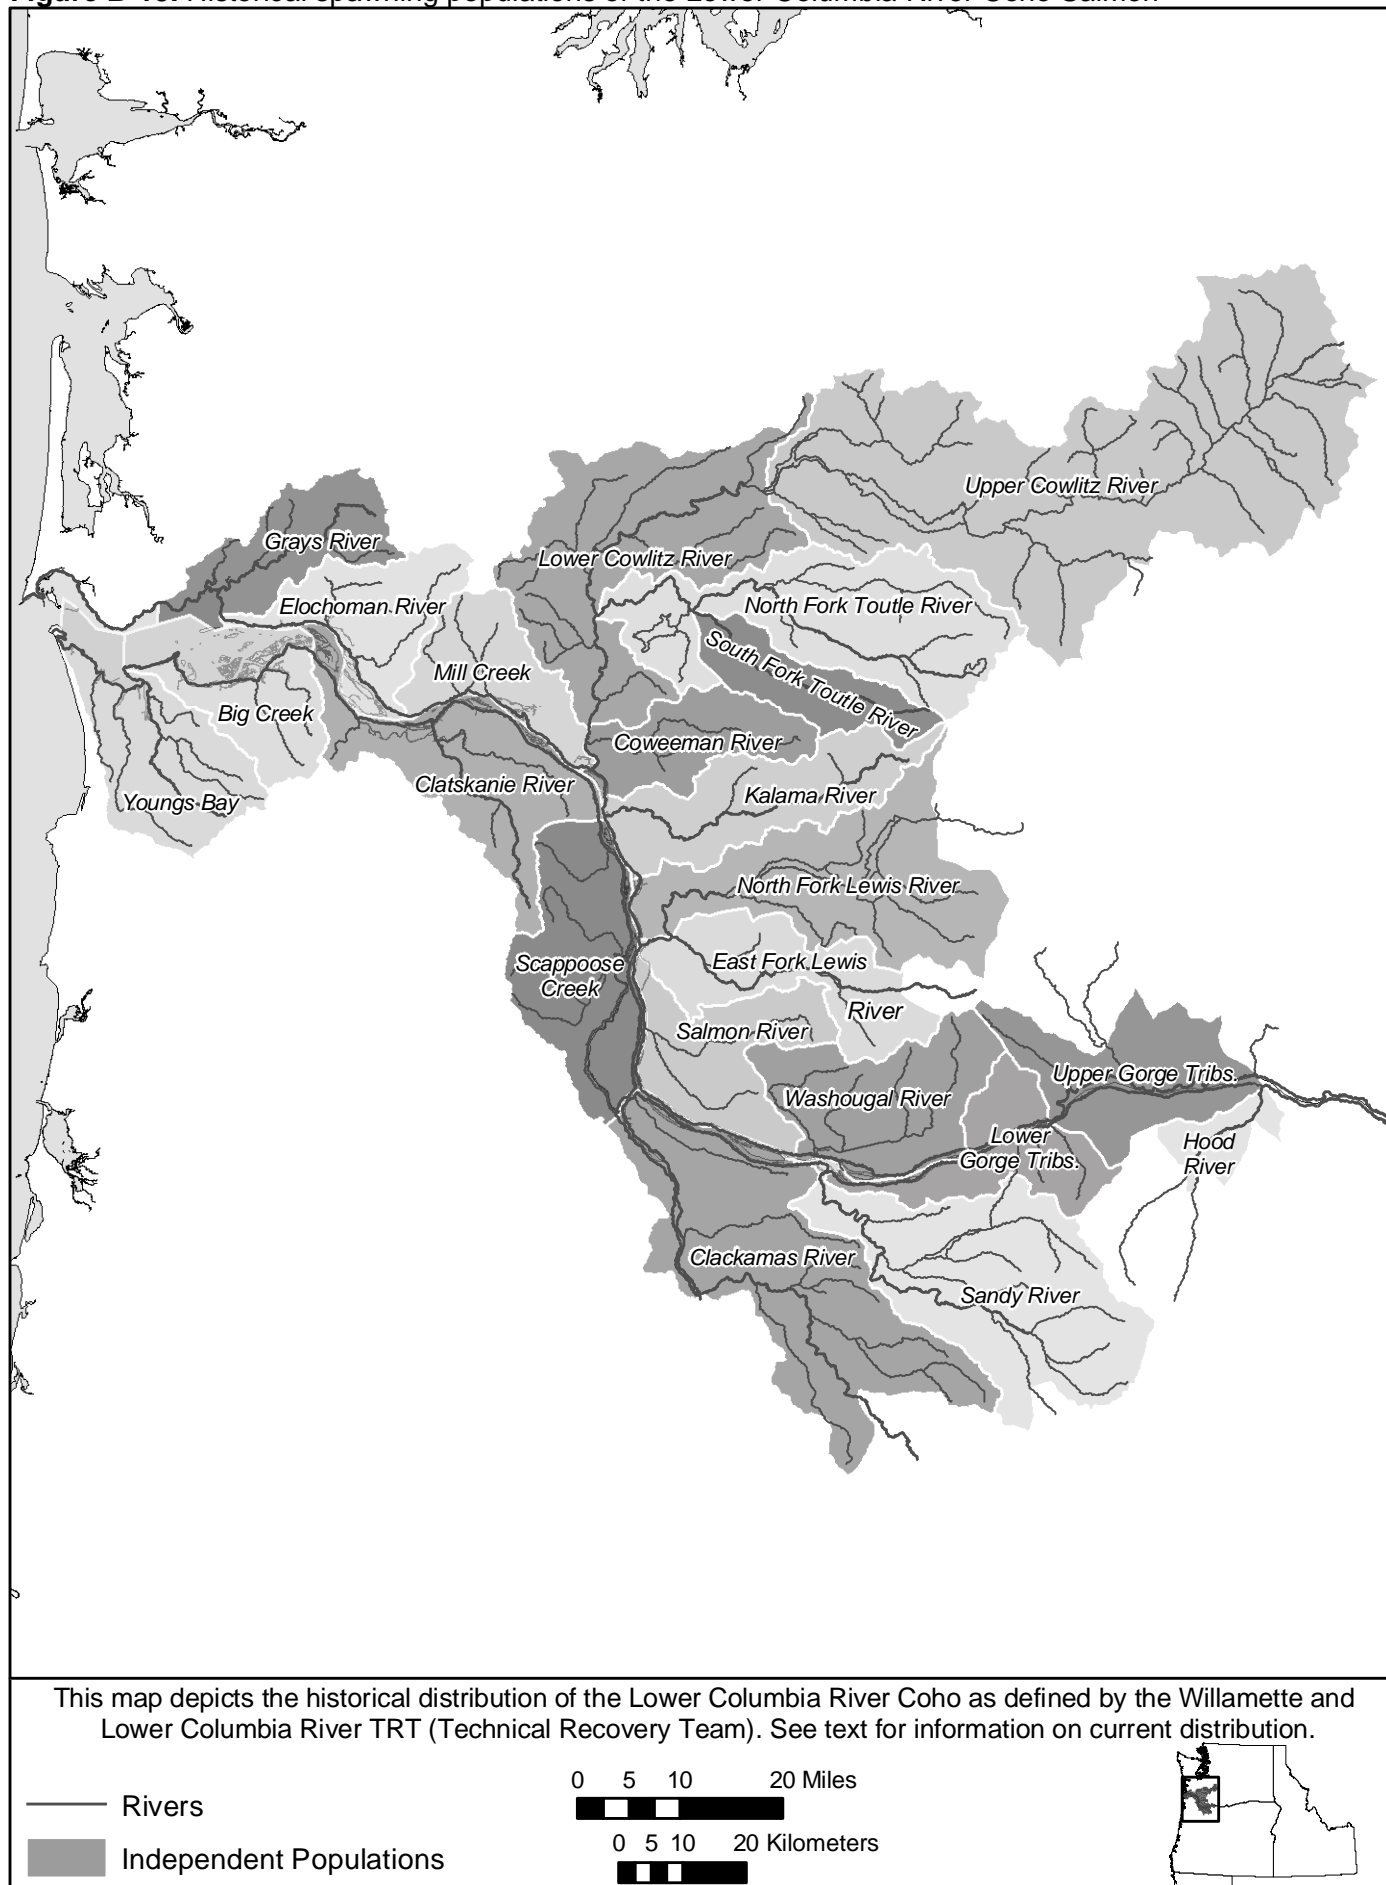 Upper Cowlitz River
Grays River
Lower Cowlitz River
Elochoman River
North Fork Toutle River
South Fork Toutle River
Mill Creek
Big Creek
Coweeman River
Clatskanie River
Kalama River
Youngs Bay
North Fork Lewis River
Scappoose
Creek
East Fork Lewis
River
Salmon River
Upper Gorge Tribs.
Washougal River
Lower
Gorge Tribs.
Hood
River
Clackamas River
Sandy River
This map depicts the historical distribution of the Lower Columbia River Coho as defined by the Willamette and
Lower Columbia River TRT (Technical Recovery Team). See text for information on current distribution.
Rivers
Independent Populations
0 5 10 20 Miles
0 5 10 20 Kilometers